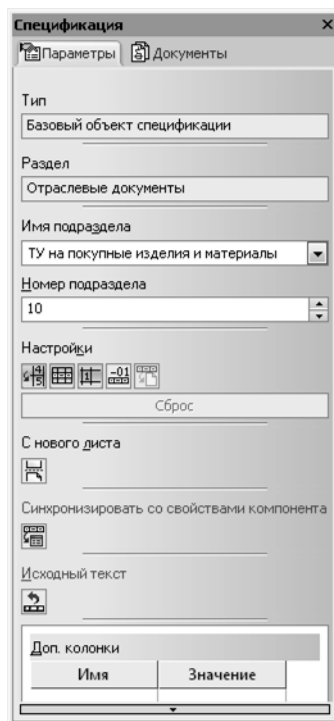 Спецификация
Параметры Документы
Тип
Базовый объект спецификации
Раздел
Отраслевые документы
Имя подраздела
ТУ на покупные изделия и материалы
Номер подраздела
10
Настройки
Сброс
С нового листа
Синхронизировать со свойствами компонента
Исходный текст
Доп. колонки
Имя Значение